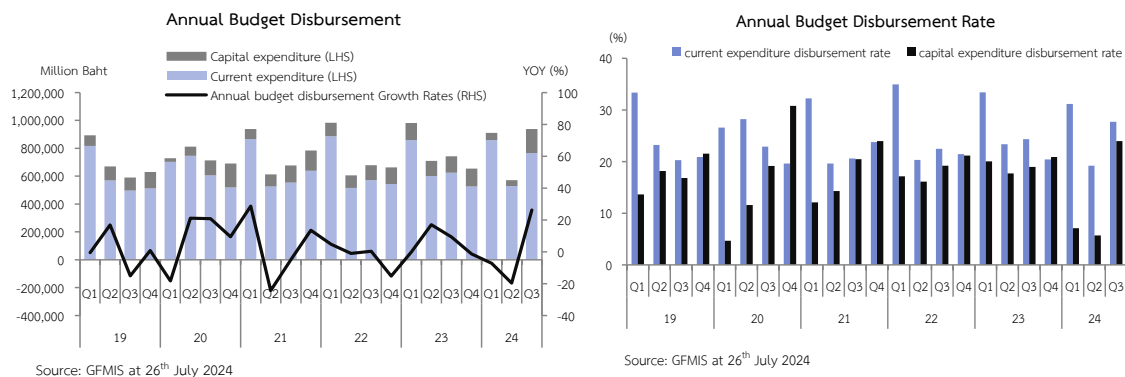 Annual Budget Disbursement
Capital expenditure (LHS)
Million Baht
Current expenditure (LHS)
YOY (%)
Annual budget disbursement Growth Rates (RHS)
1,200,000
1,000,000
800,000
600,000
400,000
200,000
0
-200,000
-400,000
100
80
60
40
20
0
-20
-40
Q1 Q2 Q3 Q4 Q1 Q2 Q3 Q4 Q1 Q2 Q3 Q4 Q1 Q2 Q3 Q4 Q1 Q2 Q3 Q4 Q1 Q2 Q3
19 20 21 22 23 24
Source: GFMIS at 26th July 2024
Annual Budget Disbursement Rate
(%)
current expenditure disbursement rate
capital expenditure disbursement rate
40
30
20
10
0
Q1 Q2 Q3 Q4 Q1 Q2 Q3 Q4 Q1 Q2 Q3 Q4 Q1 Q2 Q3 Q4 Q1 Q2 Q3 Q4 Q1 Q2 Q3
19 20 21 22 23 24
Source: GFMIS at 26th July 2024